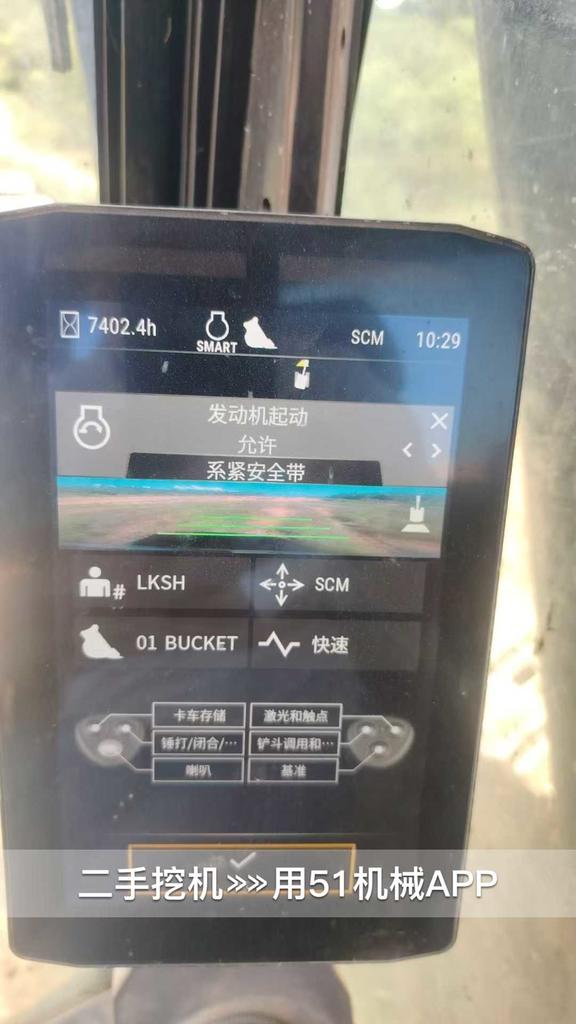 7402.4h
SMART
SCM
10:29
发动机起动
允许
系紧安全带
# LKSH
SCM
01 BUCKET
快速
卡车存储
激光和触点
锤打/闭合/…
铲斗调用和…
喇叭
基准
二手挖机>>>用51机械APP